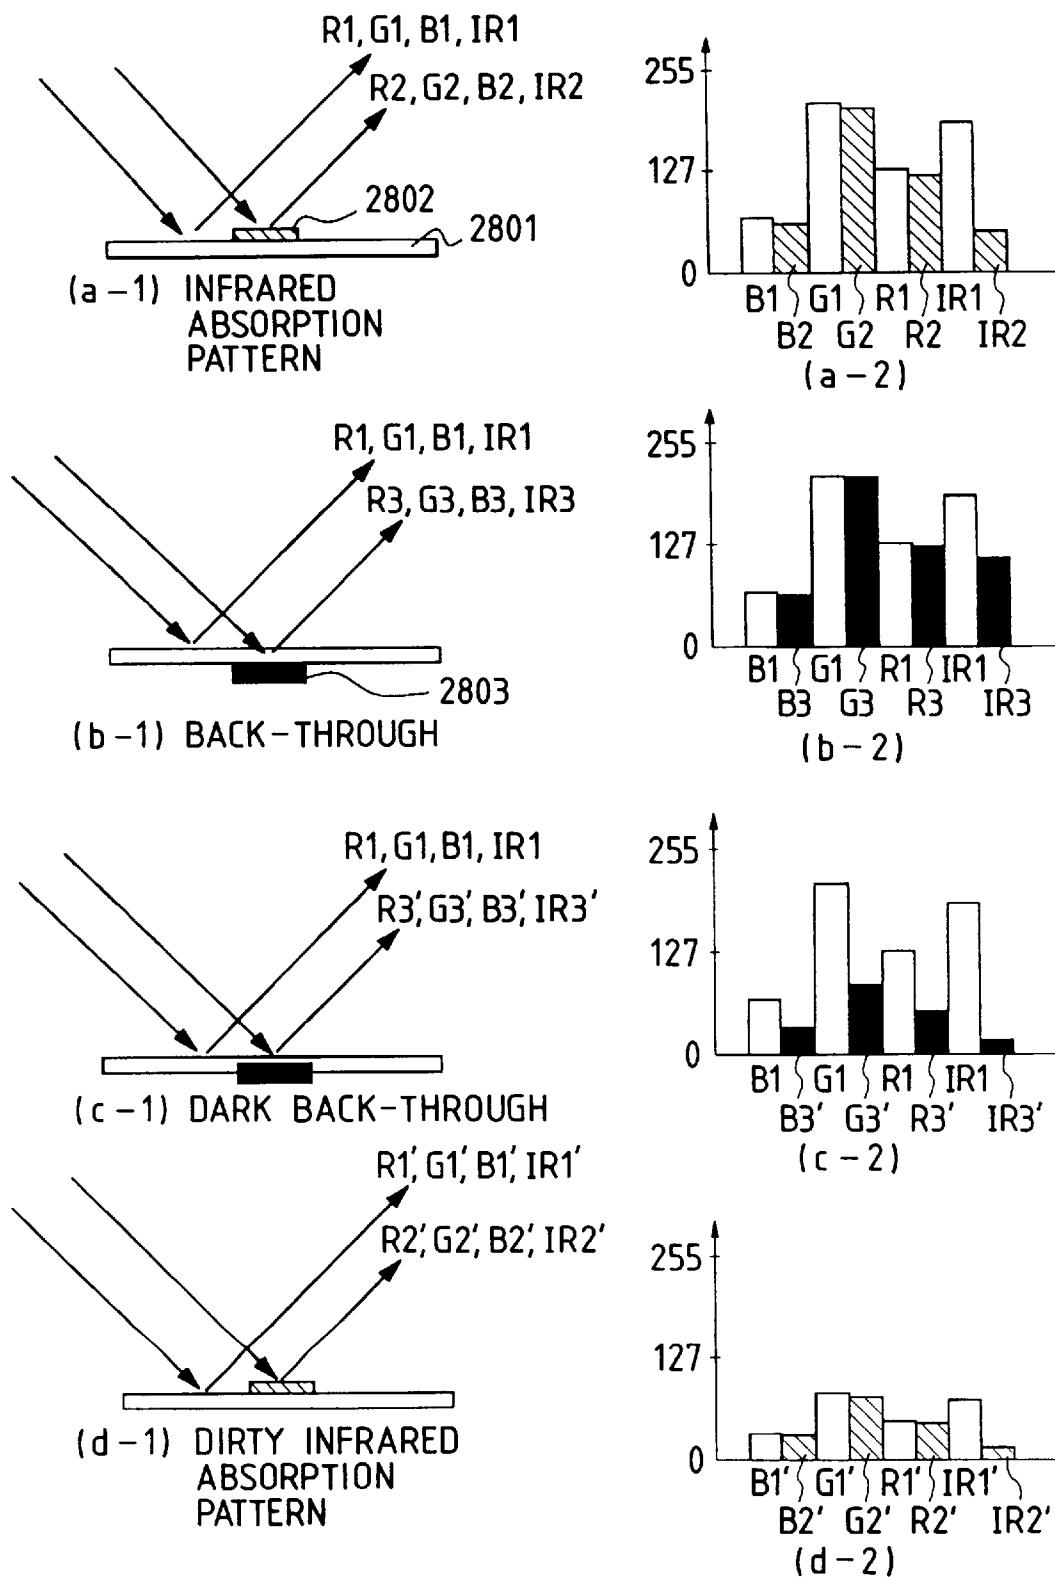 R1, G1, B1, IR1
R2, G2, B2, IR2
2802
2801
(a-1) INFRARED
ABSORPTION
PATTERN
255
127
0
B1 G1 R1 IR1
B2 G2 R2 IR2
(a-2)
R1, G1, B1, IR1
R3, G3, B3, IR3
2803
(b-1) BACK-THROUGH
255
127
0
B1 G1 R1 IR1
B3 G3 R3 IR3
(b-2)
R1, G1, B1, IR1
R3', G3', B3', IR3'
(c-1) DARK BACK-THROUGH
255
127
0
B1 G1 R1 IR1
B3' G3' R3' IR3'
(c-2)
R1', G1', B1', IR1'
R2', G2', B2', IR2'
(d-1) DIRTY INFRARED
ABSORPTION
PATTERN
255
127
0
B1' G1' R1' IR1'
B2' G2' R2' IR2'
(d-2)